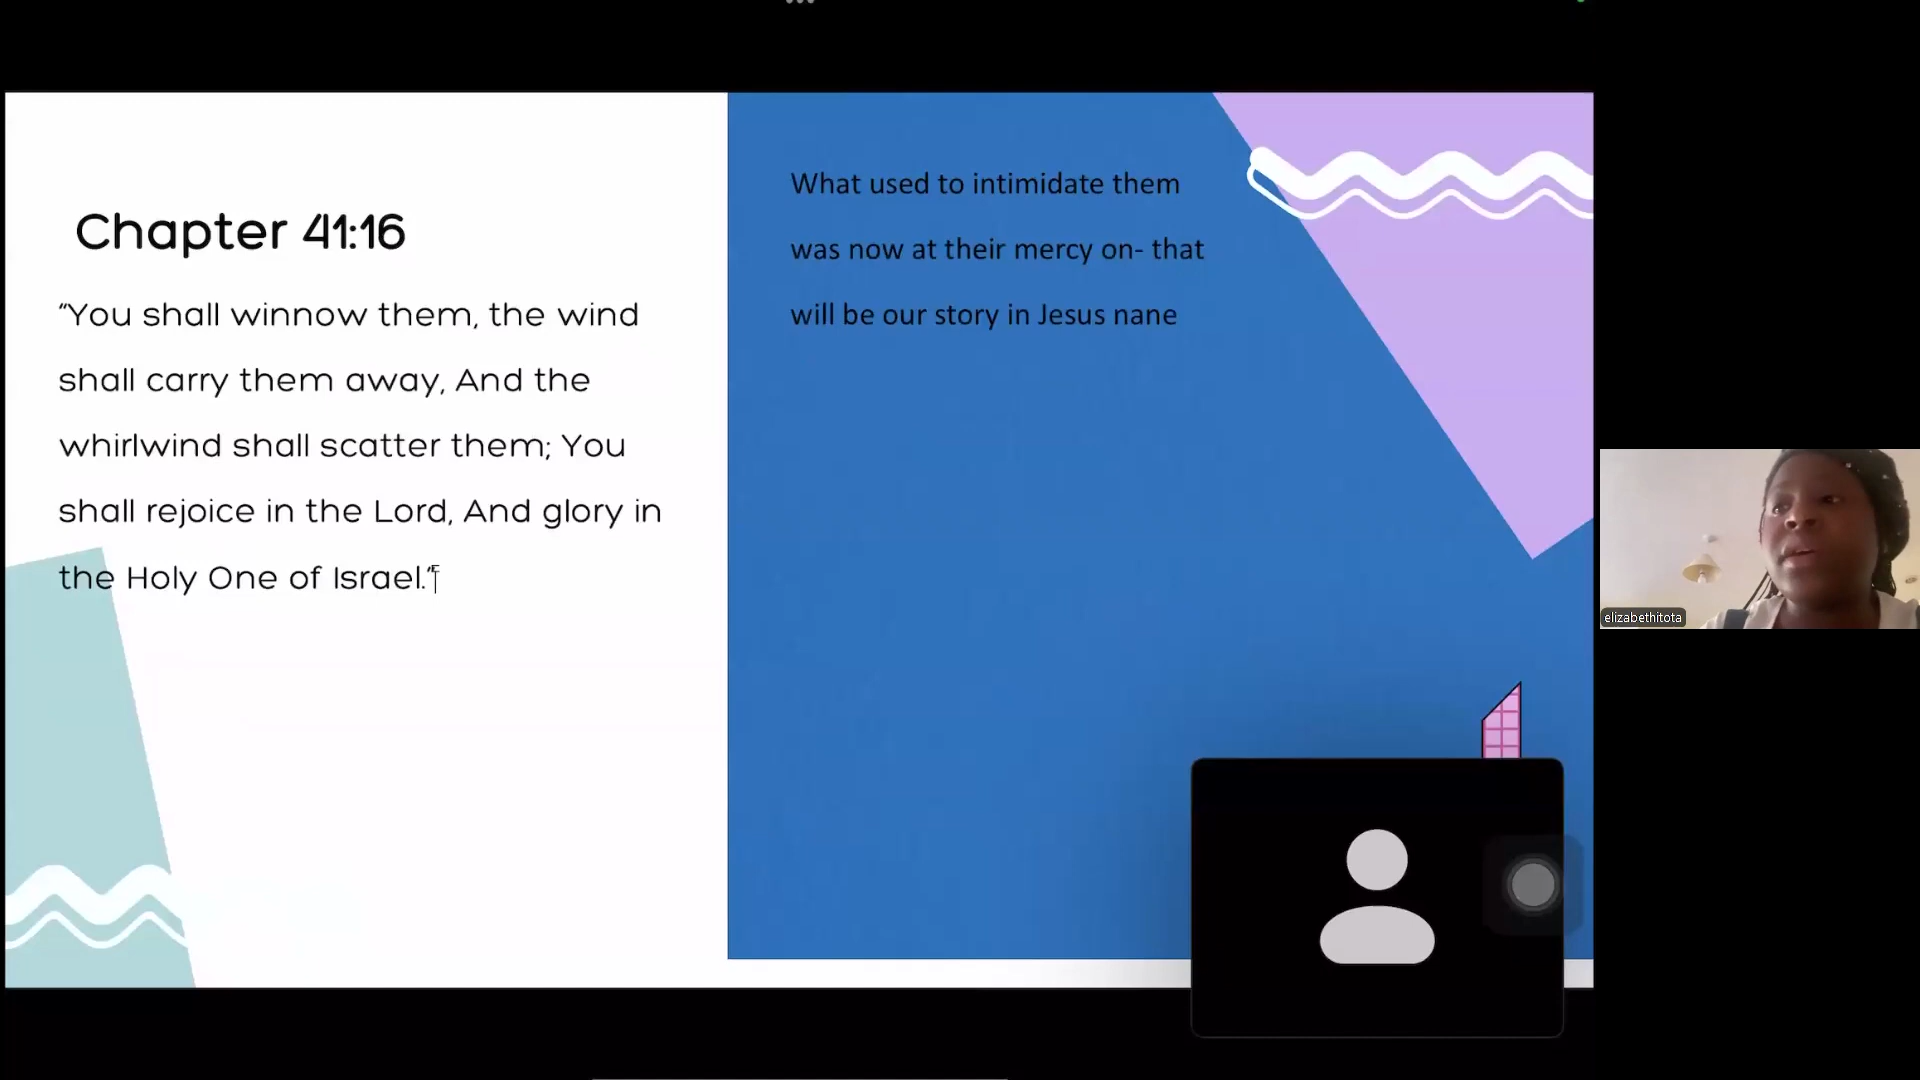 Chapter 41:16
“You shall winnow them, the wind
shall carry them away, And the
whirlwind shall scatter them; You
shall rejoice in the Lord, And glory in
the Holy One of Israel.”
What used to intimidate them
was now at their mercy on- that
will be our story in Jesus nane
elizabethitota